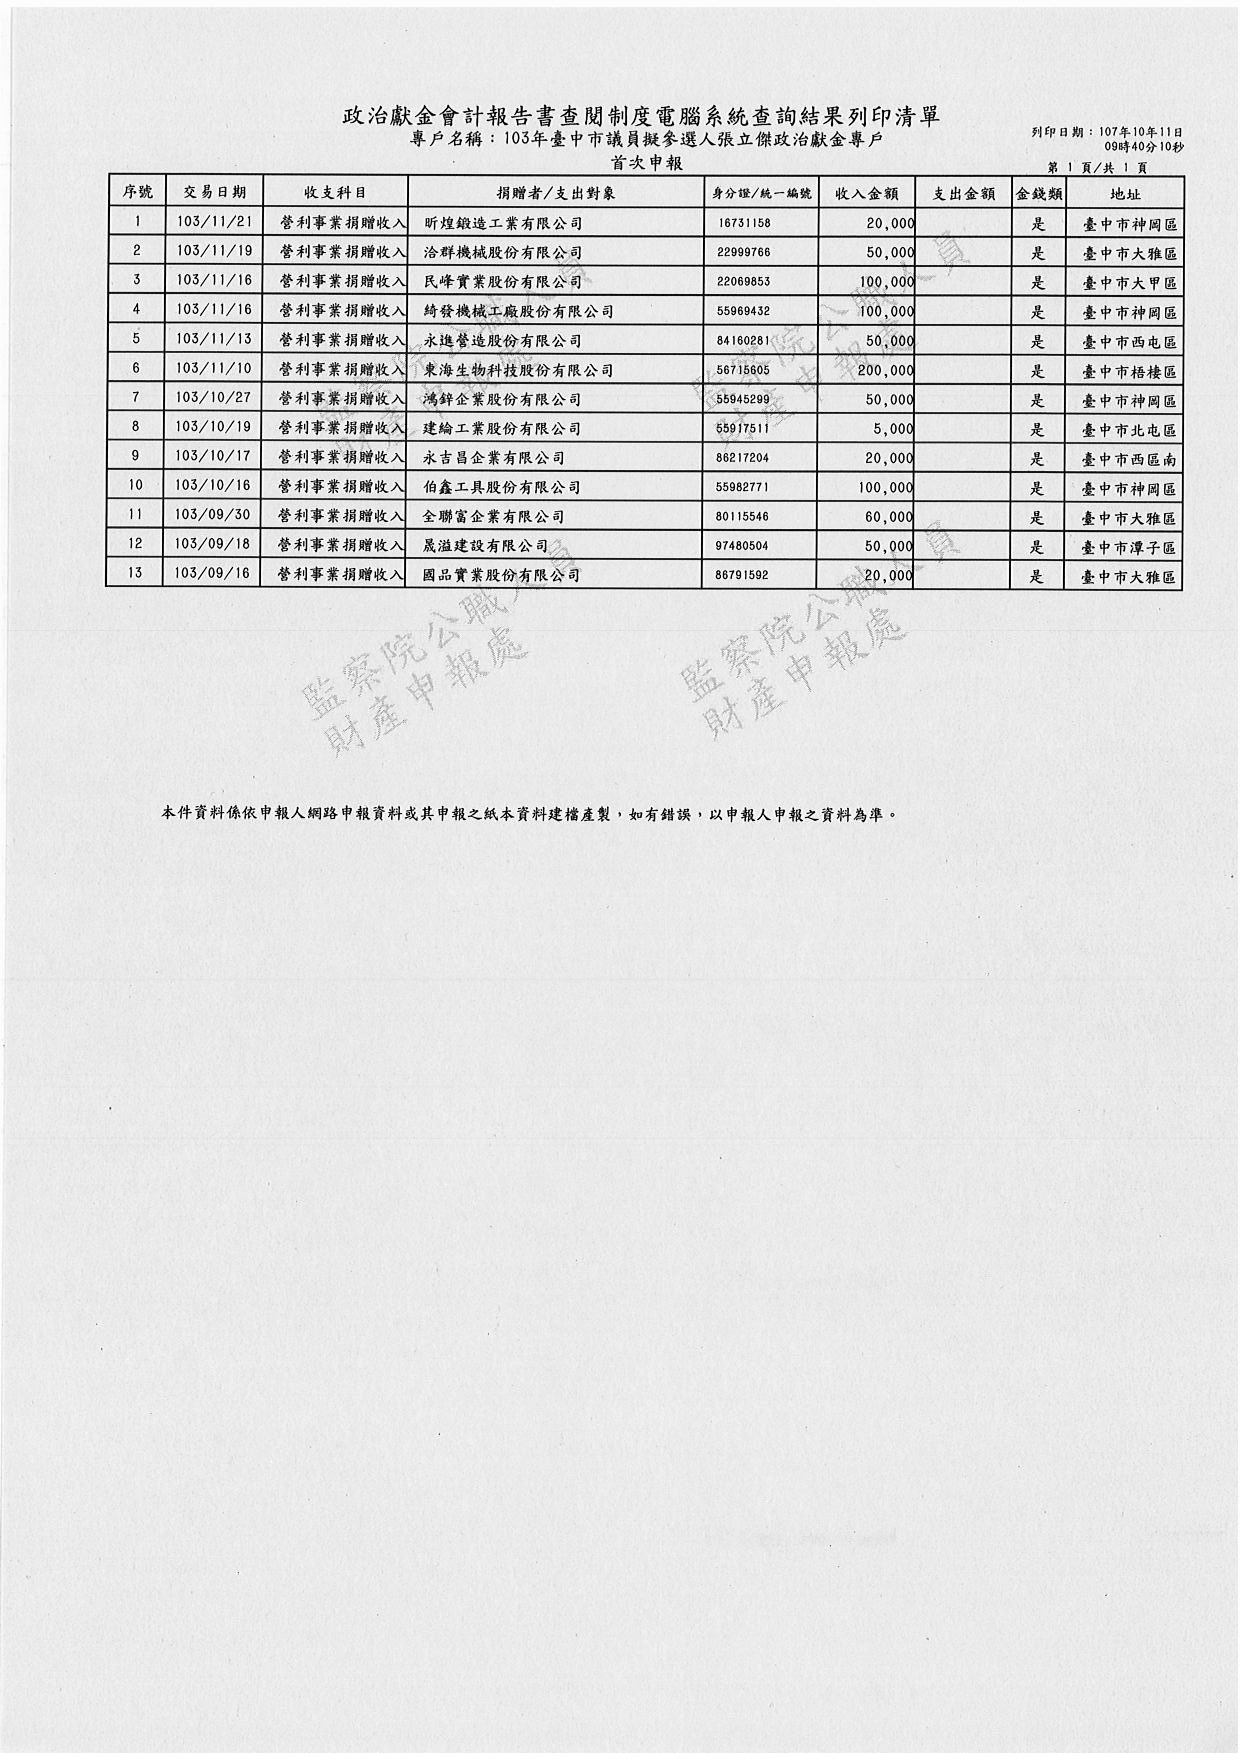 政治獻金會計報告書查閱制度電腦系統查詢結果列印清單
專戶名稱：103年臺中市議員擬參選人張立傑政治獻金專戶
列印日期：107年10年11日
09時40分10秒
首次申報
第 1 頁/共 1 頁
序號 交易日期 收支科目 捐贈者/支出對象 身分證/統一編號 收入金額 支出金額 金錢類 地址
1 103/11/21 營利事業捐贈收入 昕煌鍛造工業有限公司 16731158 20,000 是 臺中市神岡區
2 103/11/19 營利事業捐贈收入 洽群機械股份有限公司 22999766 50,000 是 臺中市大雅區
3 103/11/16 營利事業捐贈收入 民峰實業股份有限公司 22069853 100,000 是 臺中市大甲區
4 103/11/16 營利事業捐贈收入 綺發機械工廠股份有限公司 55969432 100,000 是 臺中市神岡區
5 103/11/13 營利事業捐贈收入 永進營造股份有限公司 84160281 50,000 是 臺中市西屯區
6 103/11/10 營利事業捐贈收入 東海生物科技股份有限公司 56715605 200,000 是 臺中市梧棲區
7 103/10/27 營利事業捐贈收入 鴻鋅企業股份有限公司 55945299 50,000 是 臺中市神岡區
8 103/10/19 營利事業捐贈收入 建綸工業股份有限公司 55917511 5,000 是 臺中市北屯區
9 103/10/17 營利事業捐贈收入 永吉昌企業有限公司 86217204 20,000 是 臺中市西區南
10 103/10/16 營利事業捐贈收入 伯鑫工具股份有限公司 55982771 100,000 是 臺中市神岡區
11 103/09/30 營利事業捐贈收入 全聯富企業有限公司 80115546 60,000 是 臺中市大雅區
12 103/09/18 營利事業捐贈收入 晟溢建設有限公司 97480504 50,000 是 臺中市潭子區
13 103/09/16 營利事業捐贈收入 國品實業股份有限公司 86791592 20,000 是 臺中市大雅區
監察院公職人員
財產申報處
監察院公職人員
財產申報處
監察院公職人員
財產申報處
監察院公職人員
財產申報處
本件資料係依申報人網路申報資料或其申報之紙本資料建檔產製，如有錯誤，以申報人申報之資料為準。